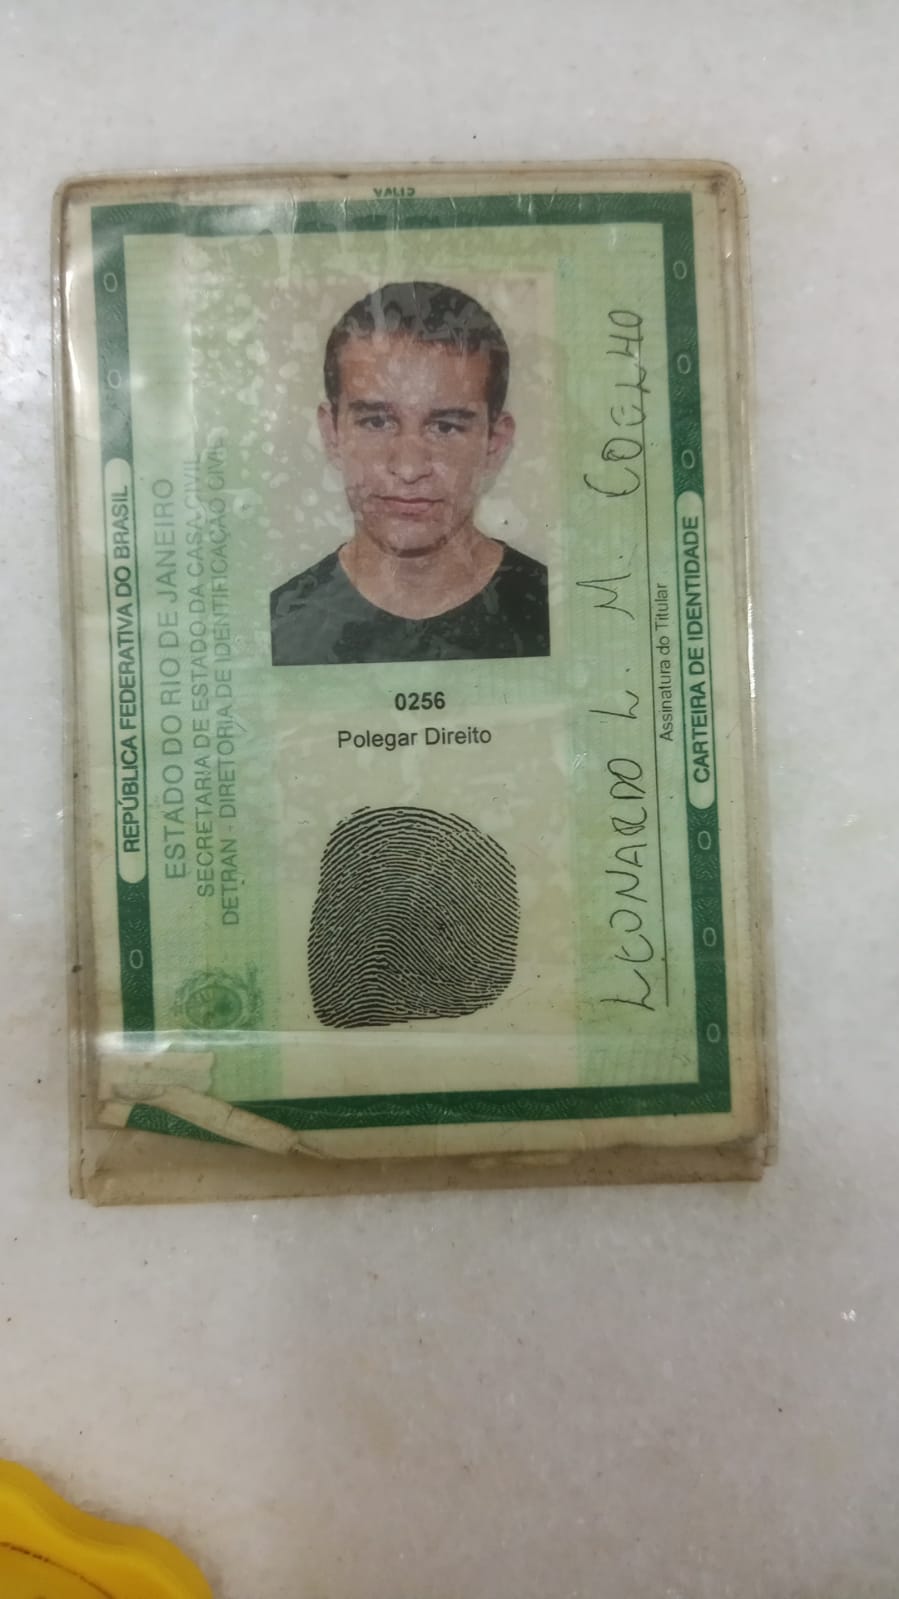 VALID
REPÚBLICA FEDERATIVA DO BRASIL
ESTADO DO RIO DE JANEIRO
SECRETARIA DE ESTADO DA CASA CIVIL
DETRAN - DIRETORIA DE IDENTIFICAÇÃO CIVIL
0256
Polegar Direito
LEONARDO L. M. COELHO
Assinatura do Titular
CARTEIRA DE IDENTIDADE